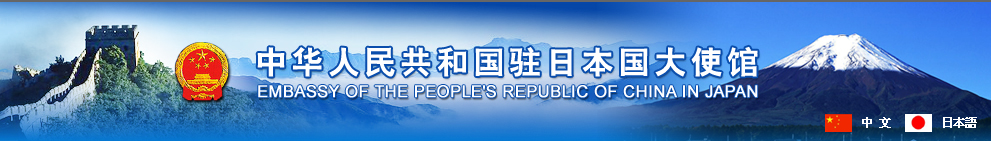 中华人民共和国驻日本国大使馆
EMBASSY OF THE PEOPLE'S REPUBLIC OF CHINA IN JAPAN
中 文 日本語